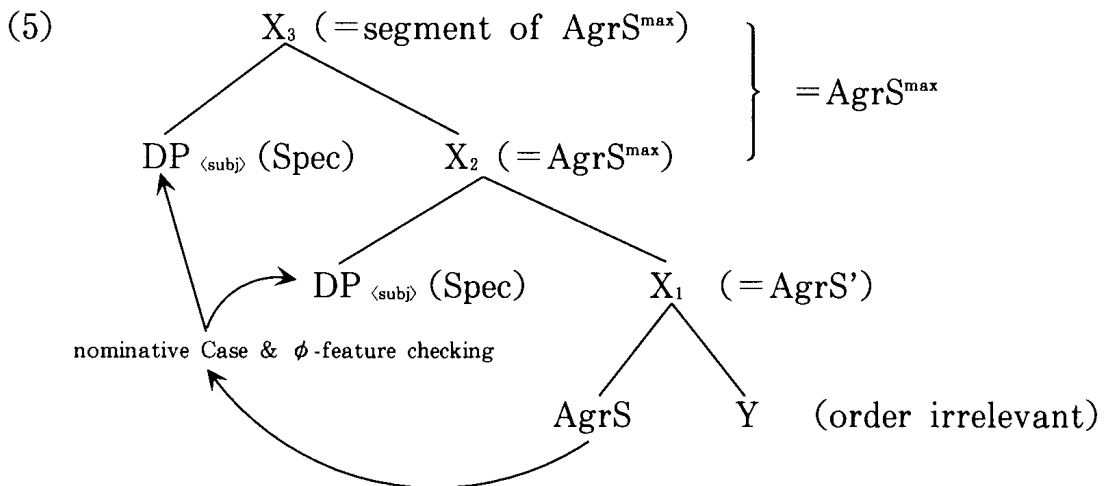 (5) X₃ (=segment of AgrSᵐᵃˣ)
=AgrSᵐᵃˣ
DP ⟨subj⟩ (Spec) X₂ (=AgrSᵐᵃˣ)
DP ⟨subj⟩ (Spec) X₁ (=AgrS’)
nominative Case & ϕ-feature checking
AgrS Y (order irrelevant)